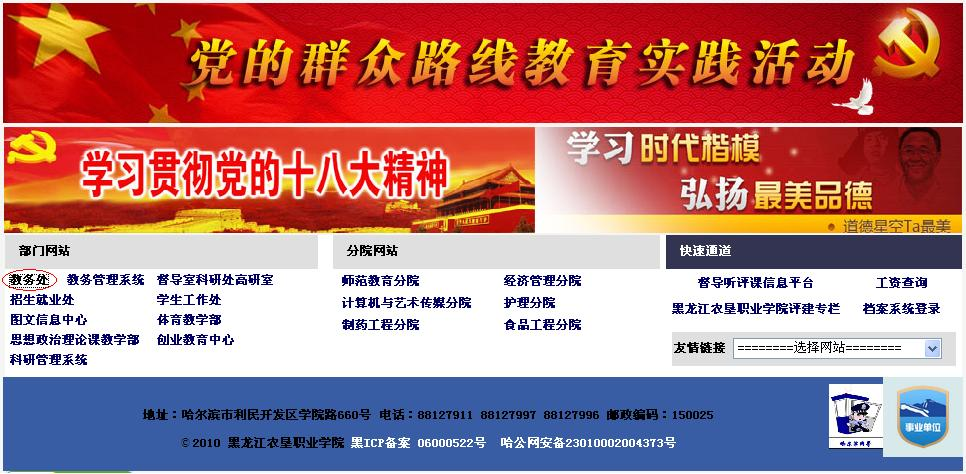 党的群众路线教育实践活动
学习贯彻党的十八大精神
学习时代楷模
弘扬最美品德
道德星空Ta最美
部门网站
分院网站
快速通道
教务处 教务管理系统 督导室科研处高研室
招生就业处 学生工作处
图文信息中心 体育教学部
思想政治理论课教学部 创业教育中心
科研管理系统
师范教育分院 经济管理分院
计算机与艺术传媒分院 护理分院
制药工程分院 食品工程分院
督导听评课信息平台 工资查询
黑龙江农垦职业学院评建专栏 档案系统登录
友情链接 ========选择网站========
地址：哈尔滨市利民开发区学院路660号 电话：88127911 88127997 88127996 邮政编码：150025
©2010 黑龙江农垦职业学院 黑ICP备案 06000522号 哈公网安备23010002004373号
哈尔滨网警
事业单位